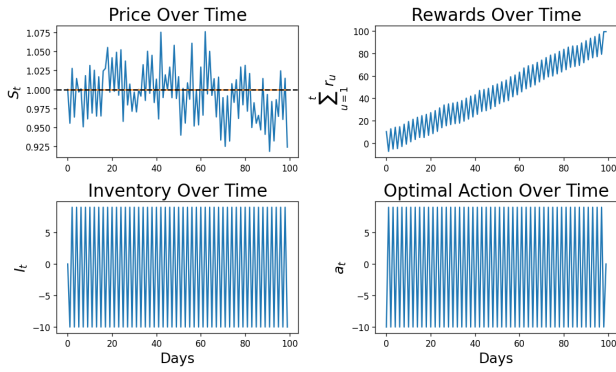 Price Over Time
S_t
1.075
1.050
1.025
1.000
0.975
0.950
0.925
0 20 40 60 80 100
Rewards Over Time
\sum_{u=1}^{t} r_u
100
80
60
40
20
0
0 20 40 60 80 100
Inventory Over Time
I_t
5
0
−5
−10
0 20 40 60 80 100
Days
Optimal Action Over Time
a_t
5
0
−5
−10
0 20 40 60 80 100
Days